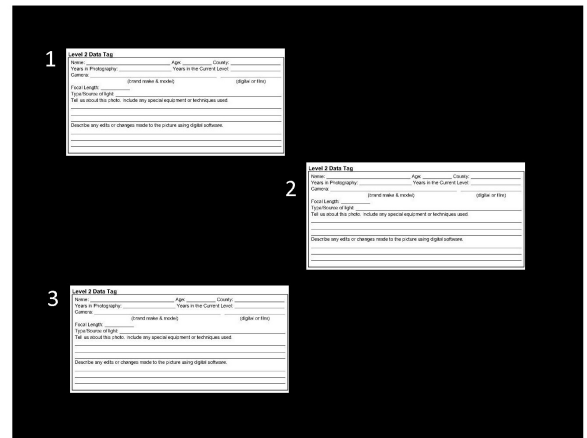 1
Level 2 Data Tag
Name: Age: County:
Years in Photography: Years in the Current Level:
Camera:
(brand make & model) (digital or film)
Focal Length:
Type/Source of light:
Tell us about this photo. Include any special equipment or techniques used.
Describe any edits or changes made to the picture using digital software.
2
Level 2 Data Tag
Name: Age: County:
Years in Photography: Years in the Current Level:
Camera:
(brand make & model) (digital or film)
Focal Length:
Type/Source of light:
Tell us about this photo. Include any special equipment or techniques used.
Describe any edits or changes made to the picture using digital software.
3
Level 2 Data Tag
Name: Age: County:
Years in Photography: Years in the Current Level:
Camera:
(brand make & model) (digital or film)
Focal Length:
Type/Source of light:
Tell us about this photo. Include any special equipment or techniques used.
Describe any edits or changes made to the picture using digital software.